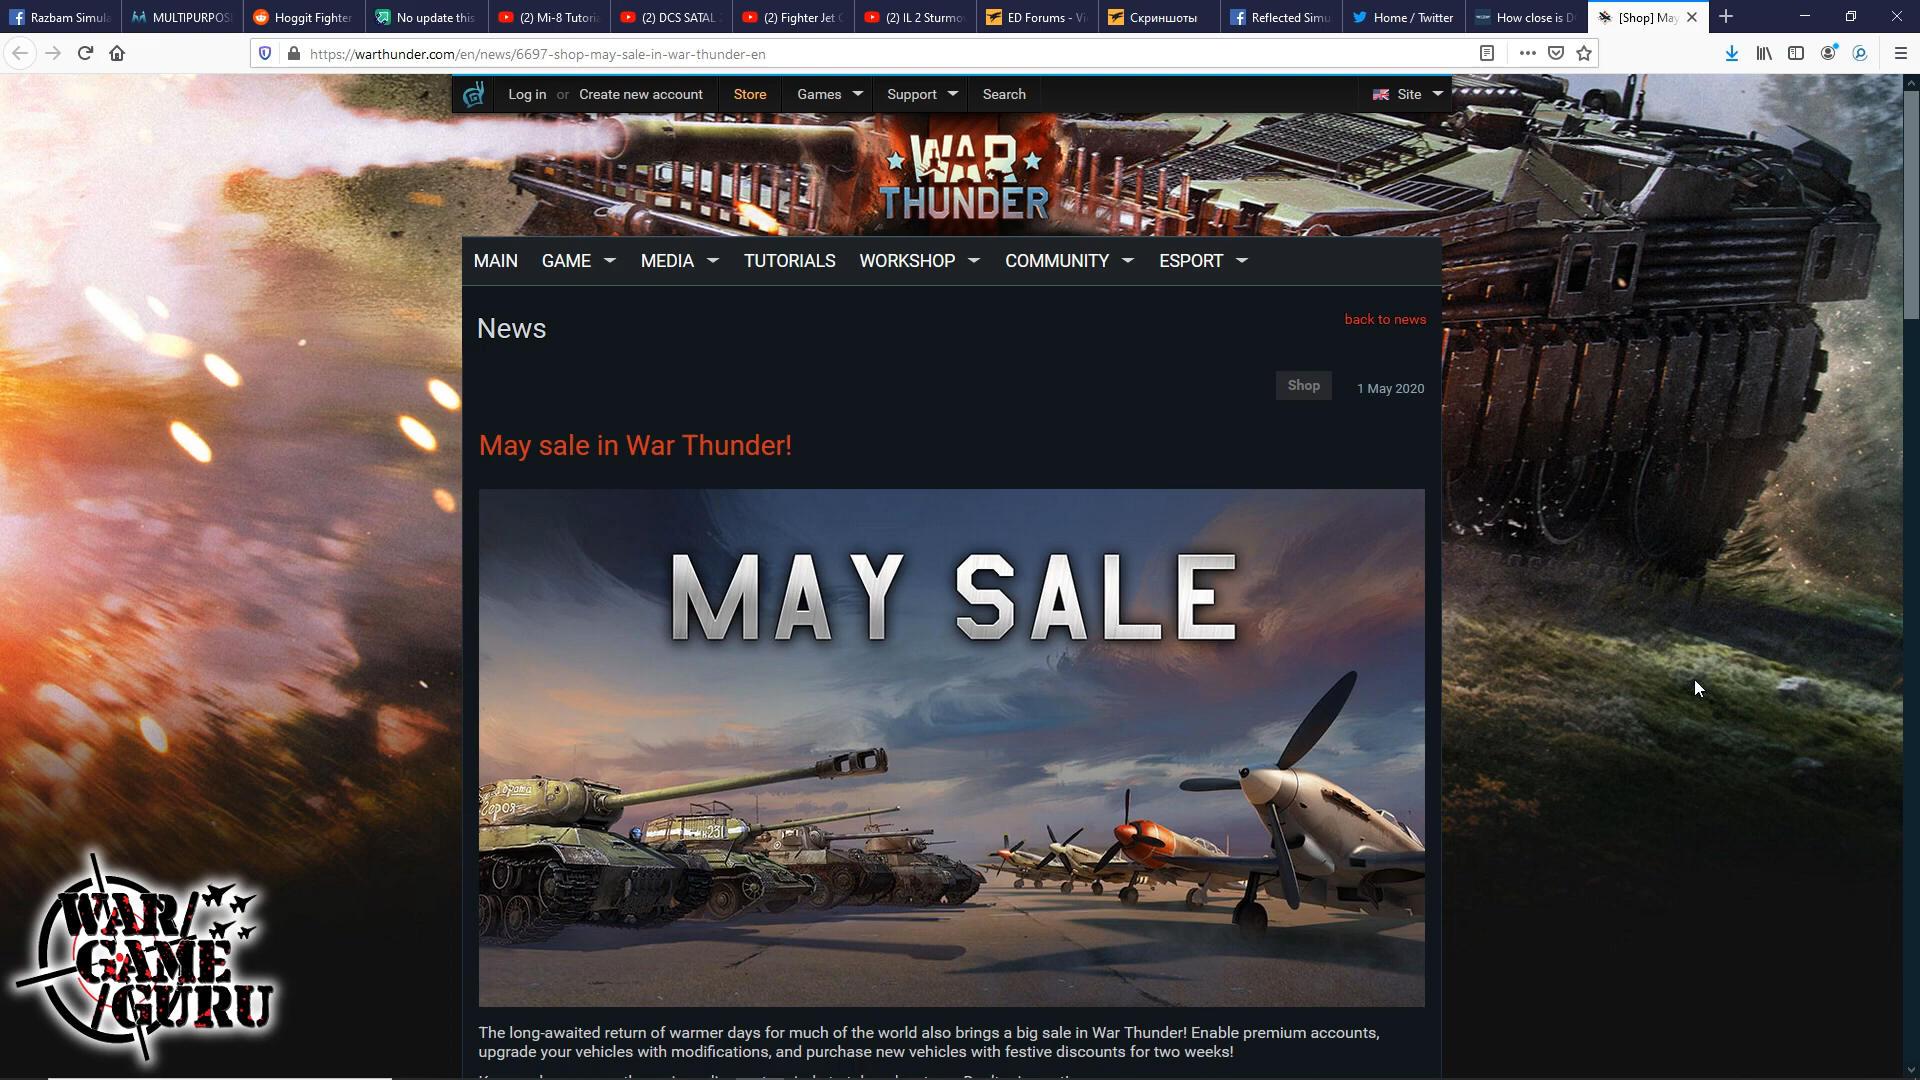 Razbam Simula
MULTIPURPOS
Hoggit Fighter
No update this
(2) Mi-8 Tutoria
(2) DCS SATAL
(2) Fighter Jet
(2) IL 2 Sturmov
ED Forums - Vi
Скриншоты
Reflected Simu
Home / Twitter
How close is D
[Shop] May
https://warthunder.com/en/news/6697-shop-may-sale-in-war-thunder-en
Log in or Create new account Store Games Support Search Site
WAR
THUNDER
MAIN GAME MEDIA TUTORIALS WORKSHOP COMMUNITY ESPORT
News
back to news
Shop 1 May 2020
May sale in War Thunder!
MAY SALE
231
The long-awaited return of warmer days for much of the world also brings a big sale in War Thunder! Enable premium accounts,
upgrade your vehicles with modifications, and purchase new vehicles with festive discounts for two weeks!
WAR/
GAME
/GURU